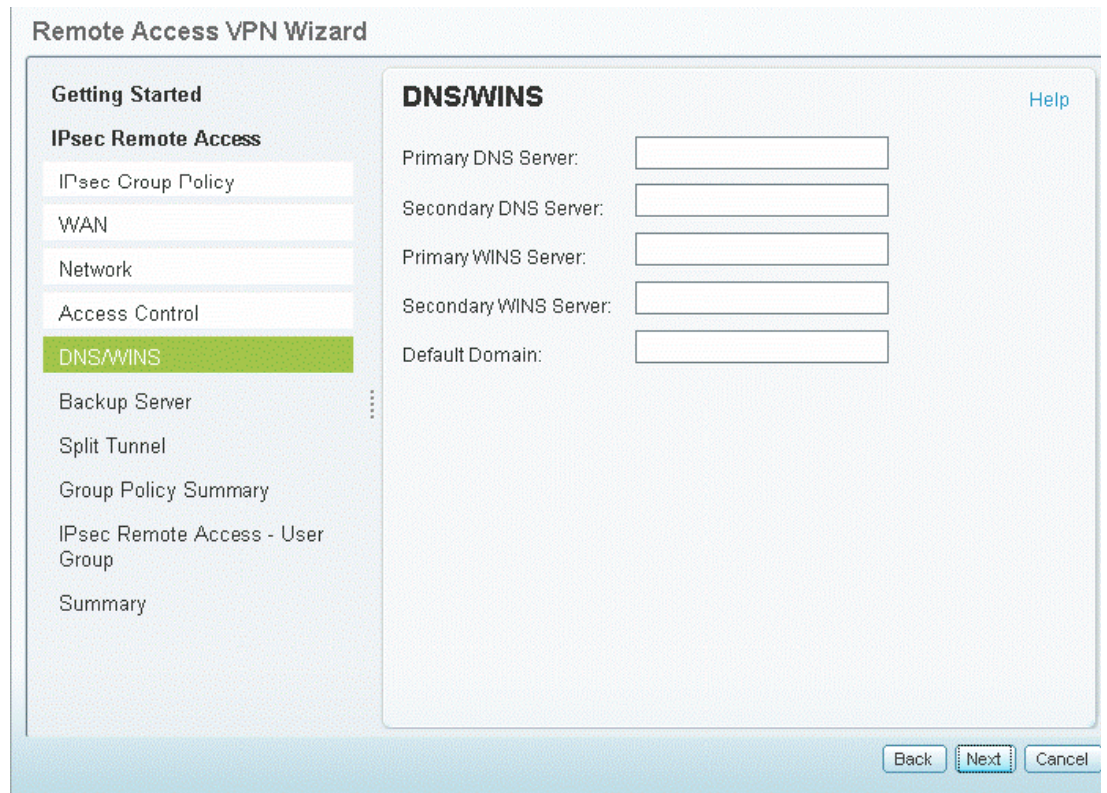 Remote Access VPN Wizard
Getting Started
IPsec Remote Access
IPsec Group Policy
WAN
Network
Access Control
DNS/WINS
Backup Server
Split Tunnel
Group Policy Summary
IPsec Remote Access - User
Group
Summary
DNS/WINS
Help
Primary DNS Server:
Secondary DNS Server:
Primary WINS Server:
Secondary WINS Server:
Default Domain:
Back
Next
Cancel